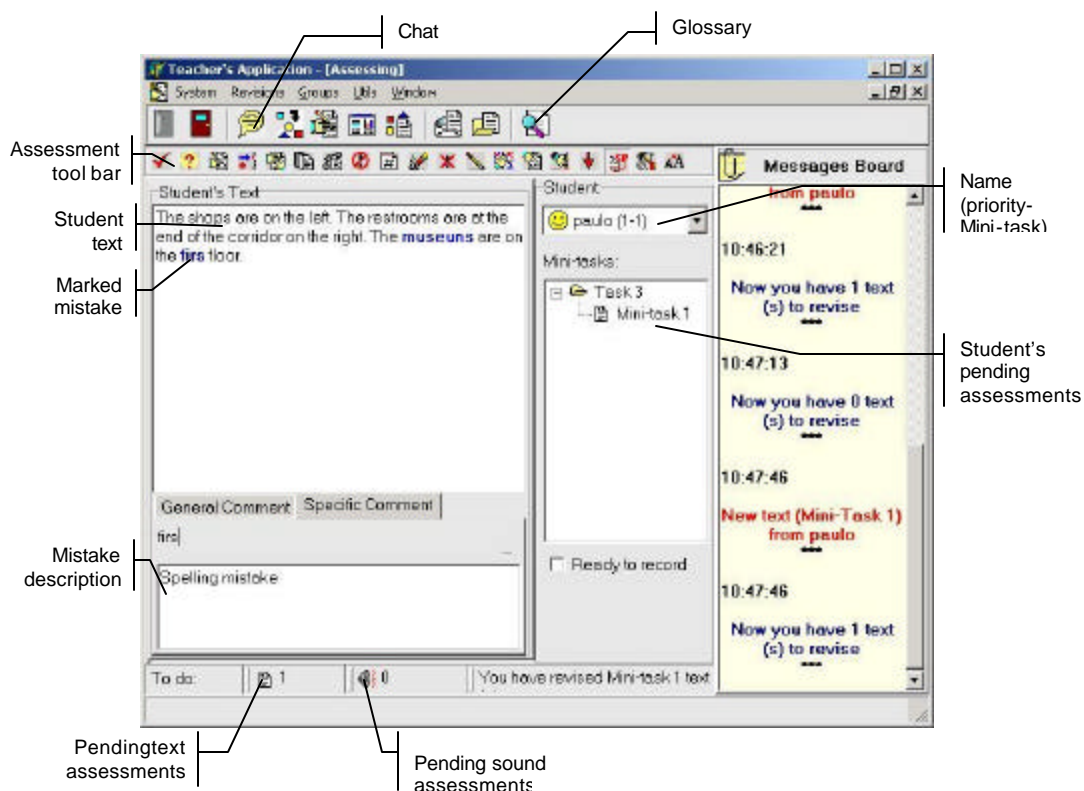 Chat
Glossary
Teacher's Application - [Assessing]
System Revisions Groups Utils Window
Assessment
tool bar
Messages Board
Student's Text
Student
Name
(priority-
Mini-task)
from paulo
Student
text
The shops are on the left. The restrooms are at the
end of the corridor on the right. The museuns are on
the firs floor.
paulo (1-1)
10:46:21
Mini-tasks:
Marked
mistake
Task 3
Mini-task 1
Now you have 1 text
(s) to revise
***
Student's
pending
assessments
10:47:13
Now you have 0 text
(s) to revise
***
10:47:46
General Comment Specific Comment
New text (Mini-Task 1)
from paulo
***
firs
Mistake
description
Spelling mistake
Ready to record
10:47:46
Now you have 1 text
(s) to revise
***
To do: 1 0 You have revised Mini-task 1 text
Pendingtext
assessments
Pending sound
assessments